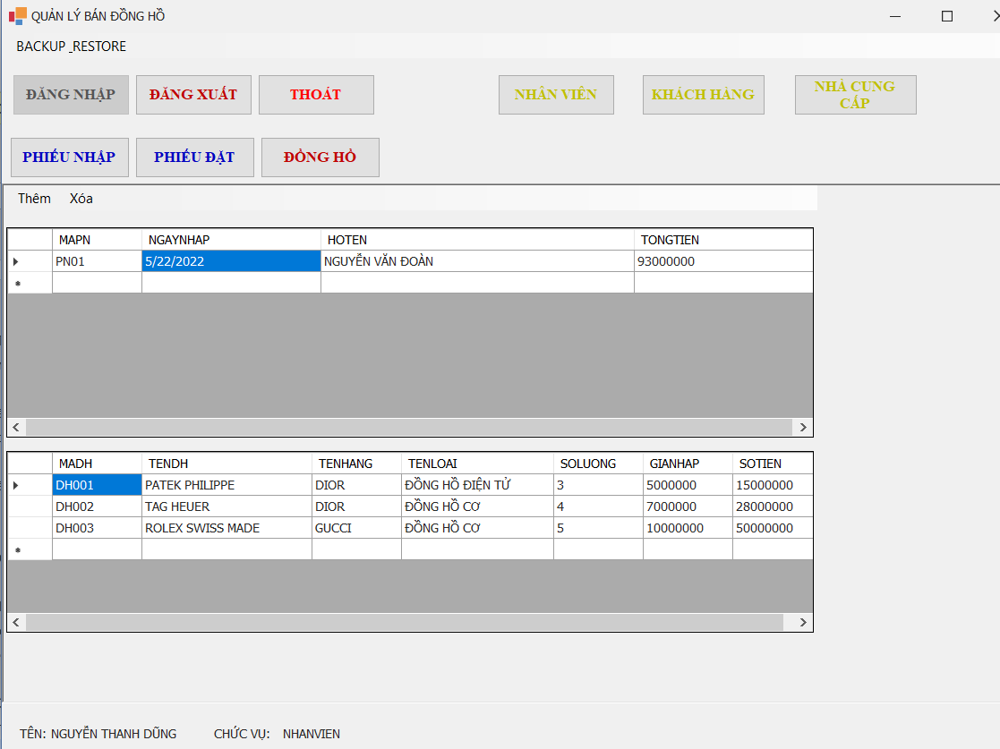 QUẢN LÝ BÁN ĐỒNG HỒ
BACKUP _RESTORE
ĐĂNG NHẬP ĐĂNG XUẤT THOÁT NHÂN VIÊN KHÁCH HÀNG NHÀ CUNG CẤP
PHIẾU NHẬP PHIẾU ĐẶT ĐỒNG HỒ
Thêm Xóa
MAPN NGAYNHAP HOTEN TONGTIEN
PN01 5/22/2022 NGUYỄN VĂN ĐOÀN 93000000
MADH TENDH TENHANG TENLOAI SOLUONG GIANHAP SOTIEN
DH001 PATEK PHILIPPE DIOR ĐỒNG HỒ ĐIỆN TỬ 3 5000000 15000000
DH002 TAG HEUER DIOR ĐỒNG HỒ CƠ 4 7000000 28000000
DH003 ROLEX SWISS MADE GUCCI ĐỒNG HỒ CƠ 5 10000000 50000000
TÊN: NGUYỄN THANH DŨNG CHỨC VỤ: NHANVIEN